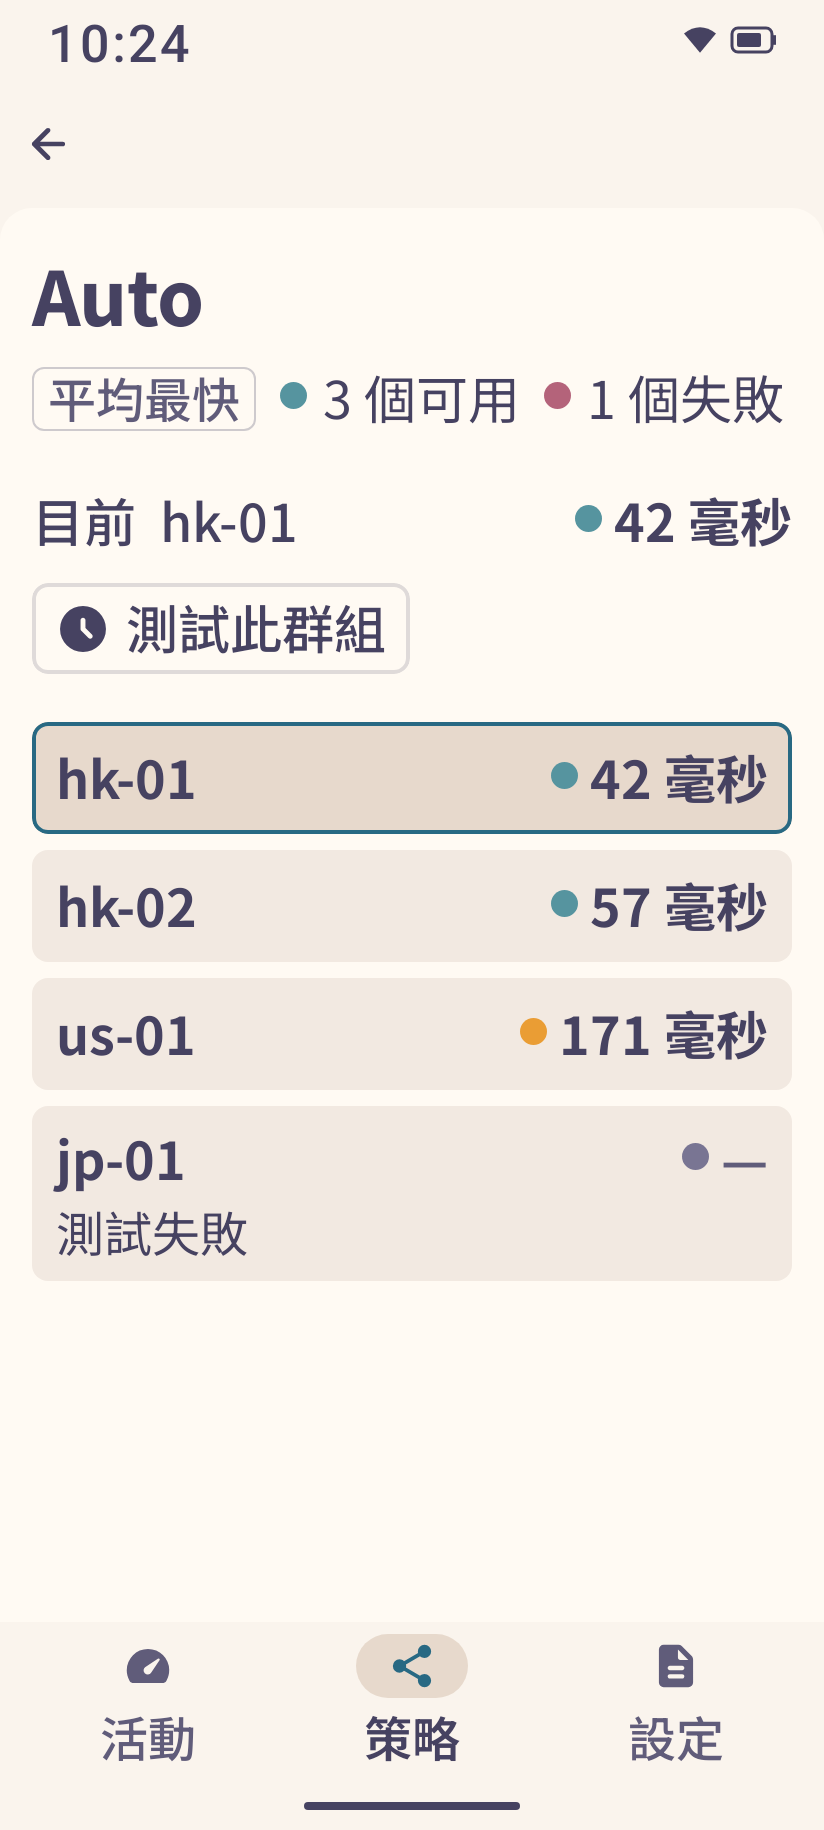 10:24
Auto
平均最快 3 個可用 1 個失敗
目前 hk-01 42 毫秒
測試此群組
hk-01 42 毫秒
hk-02 57 毫秒
us-01 171 毫秒
jp-01 —
測試失敗
活動 策略 設定